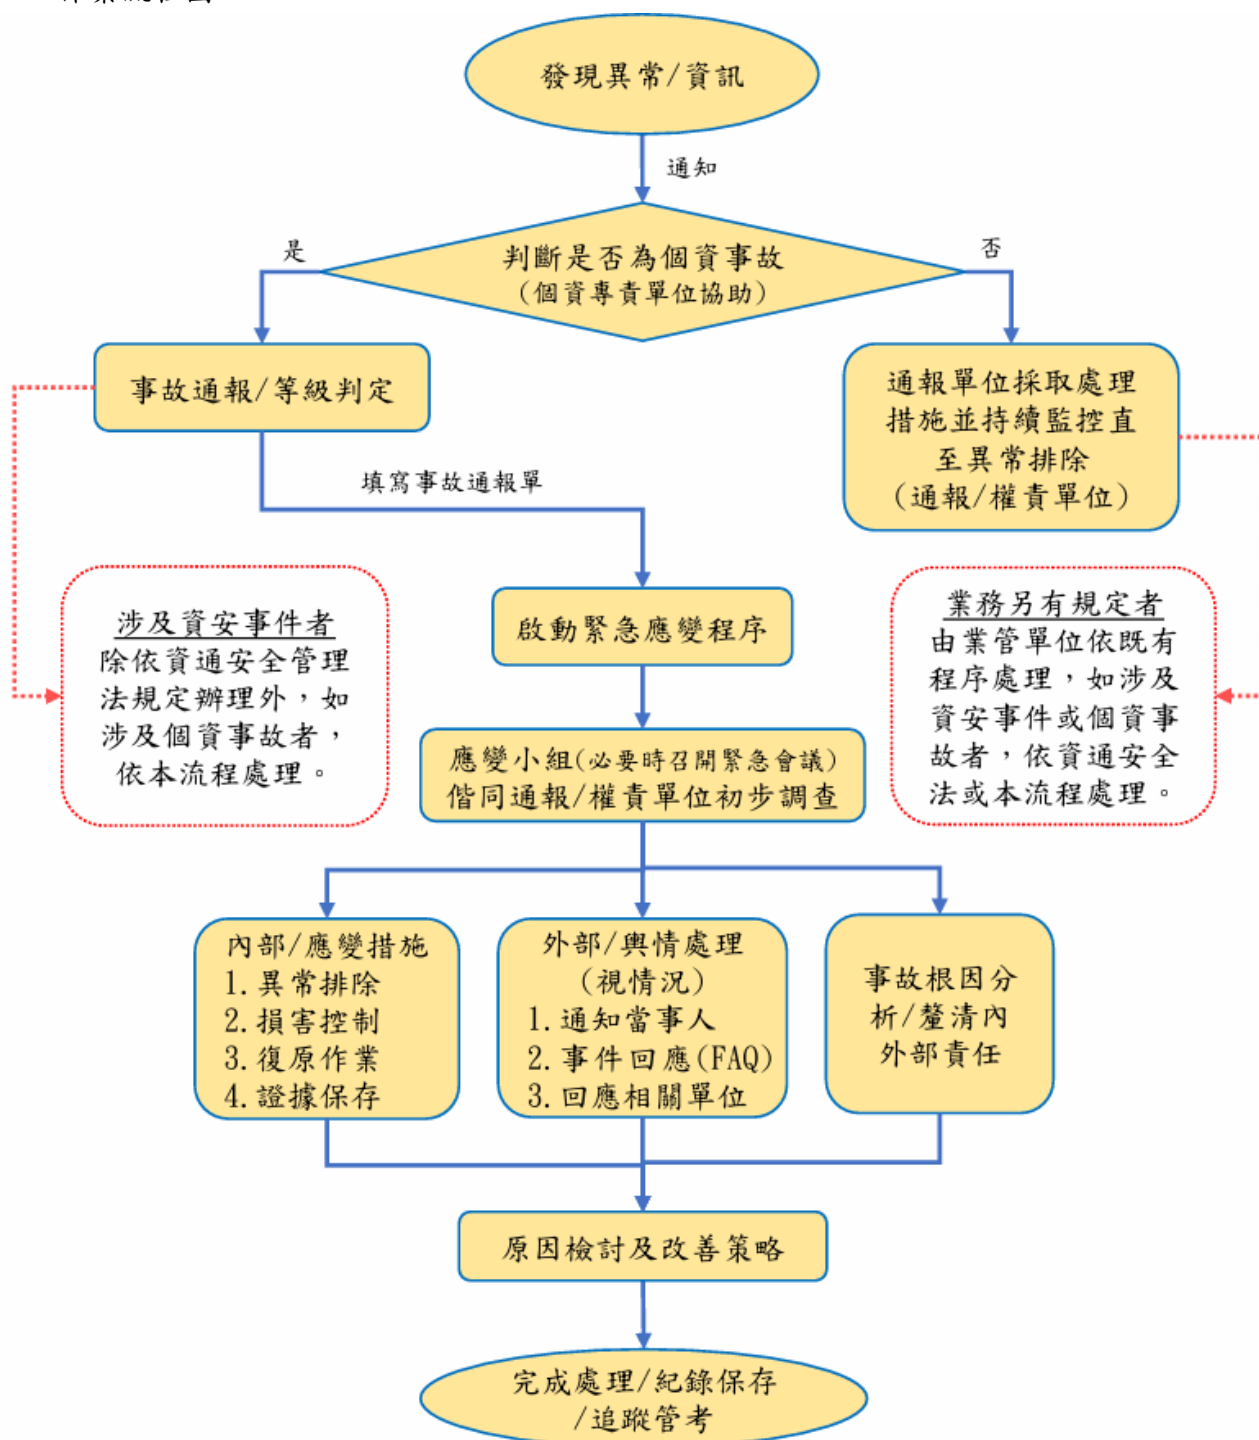 發現異常/資訊
通知
判斷是否為個資事故
(個資專責單位協助)
是
否
事故通報/等級判定
通報單位採取處理
措施並持續監控直
至異常排除
(通報/權責單位)
填寫事故通報單
涉及資安事件者
除依資通安全管理
法規定辦理外，如
涉及個資事故者，
依本流程處理。
啟動緊急應變程序
業務另有規定者
由業管單位依既有
程序處理，如涉及
資安事件或個資事
故者，依資通安全
法或本流程處理。
應變小組(必要時召開緊急會議)
偕同通報/權責單位初步調查
內部/應變措施
1.異常排除
2.損害控制
3.復原作業
4.證據保存
外部/輿情處理
(視情況)
1.通知當事人
2.事件回應(FAQ)
3.回應相關單位
事故根因分
析/釐清內
外部責任
原因檢討及改善策略
完成處理/紀錄保存
/追蹤管考